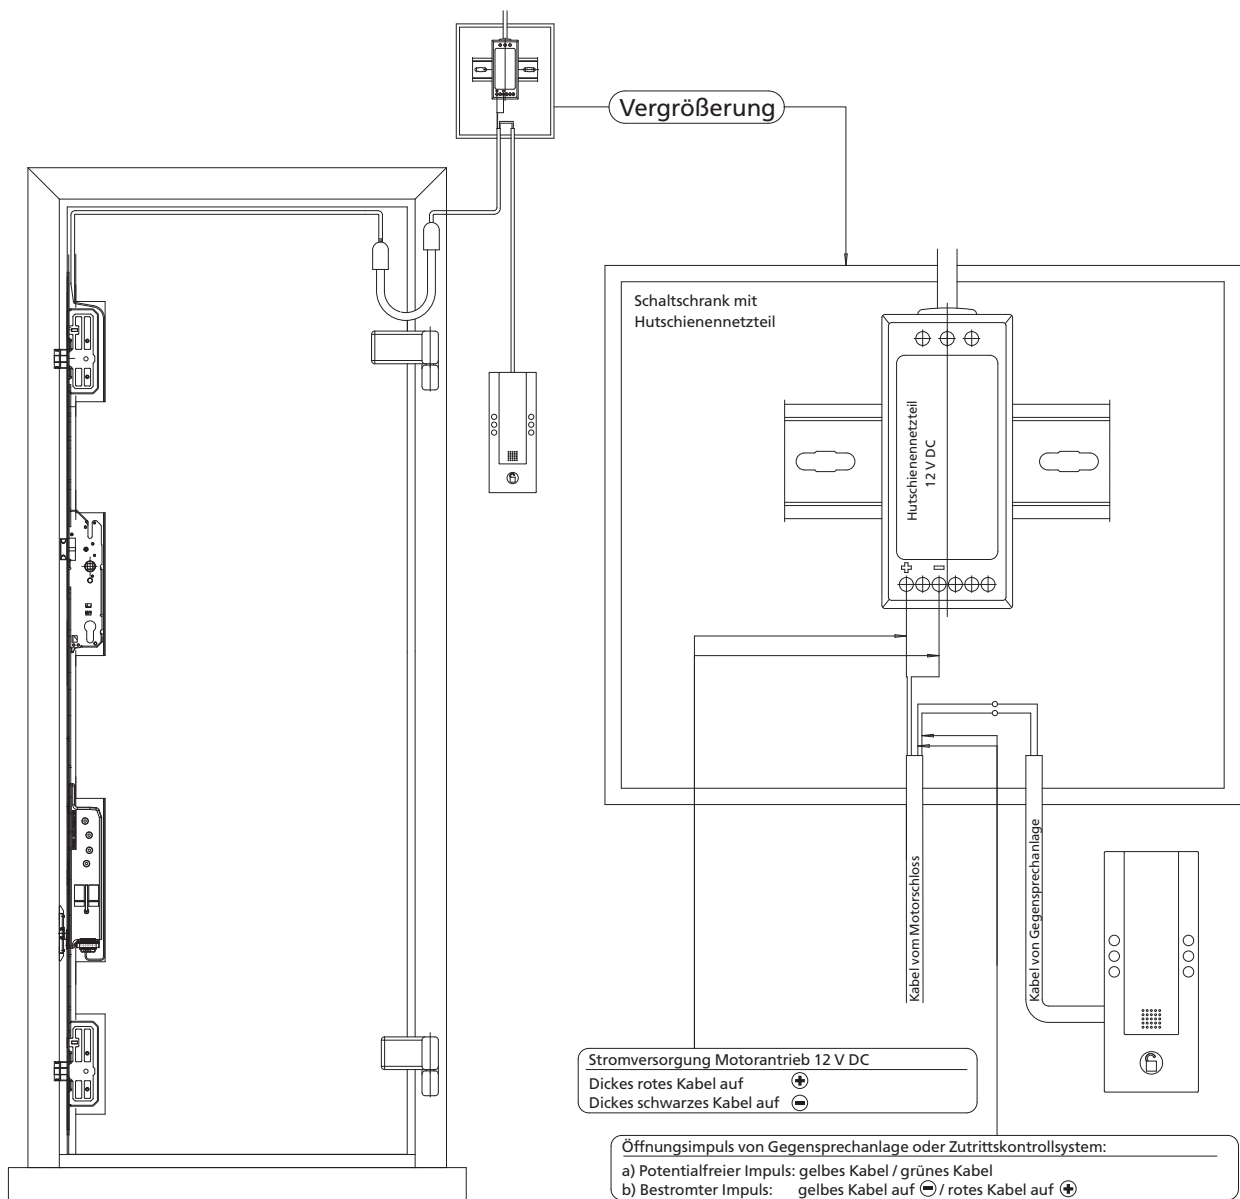 Vergrößerung
Schaltschrank mit
Hutschienennetzteil
Hutschienennetzteil
12 V DC
Kabel vom Motorschloss
Kabel von Gegensprechanlage
Stromversorgung Motorantrieb 12 V DC
Dickes rotes Kabel auf ⊕
Dickes schwarzes Kabel auf ⊖
Öffnungsimpuls von Gegensprechanlage oder Zutrittskontrollsystem:
a) Potentialfreier Impuls: gelbes Kabel / grünes Kabel
b) Bestromter Impuls: gelbes Kabel auf ⊖ / rotes Kabel auf ⊕